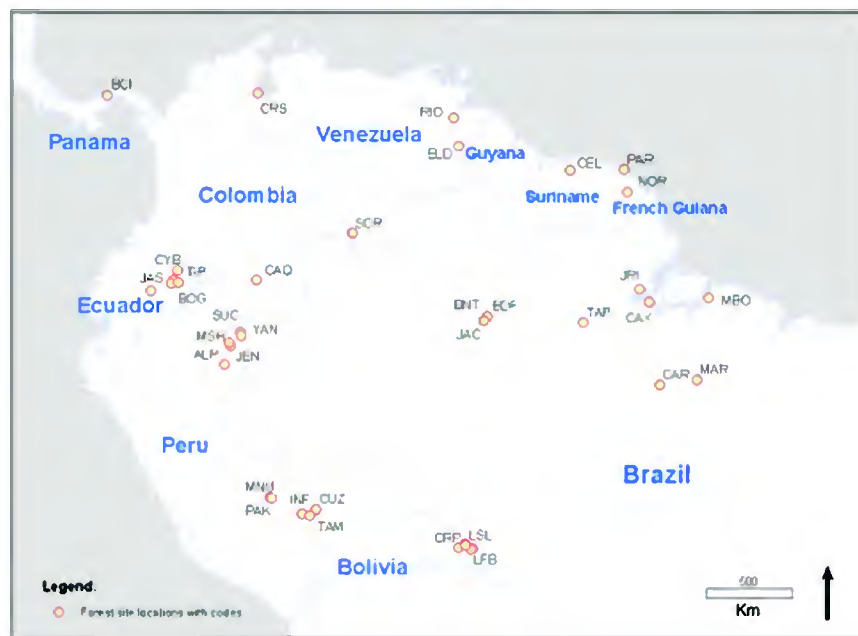 BCI
CRS
RIO
Panama
Venezuela
ELD
Guyana
CEL
PAR
NOR
Colombia
Suriname
French Guiana
SCR
CYB
JAS
TIP
CAQ
Ecuador
BOG
JRI
MBO
SUC
YAN
BNT
BDF
TAP
CAX
MSH
JAC
ALP
JEN
CAR
MAR
Peru
Brazil
MNU
INF
CUZ
PAK
TAM
CRP
LSL
LFB
Bolivia
Legend:
Forest site locations with codes
500
Km